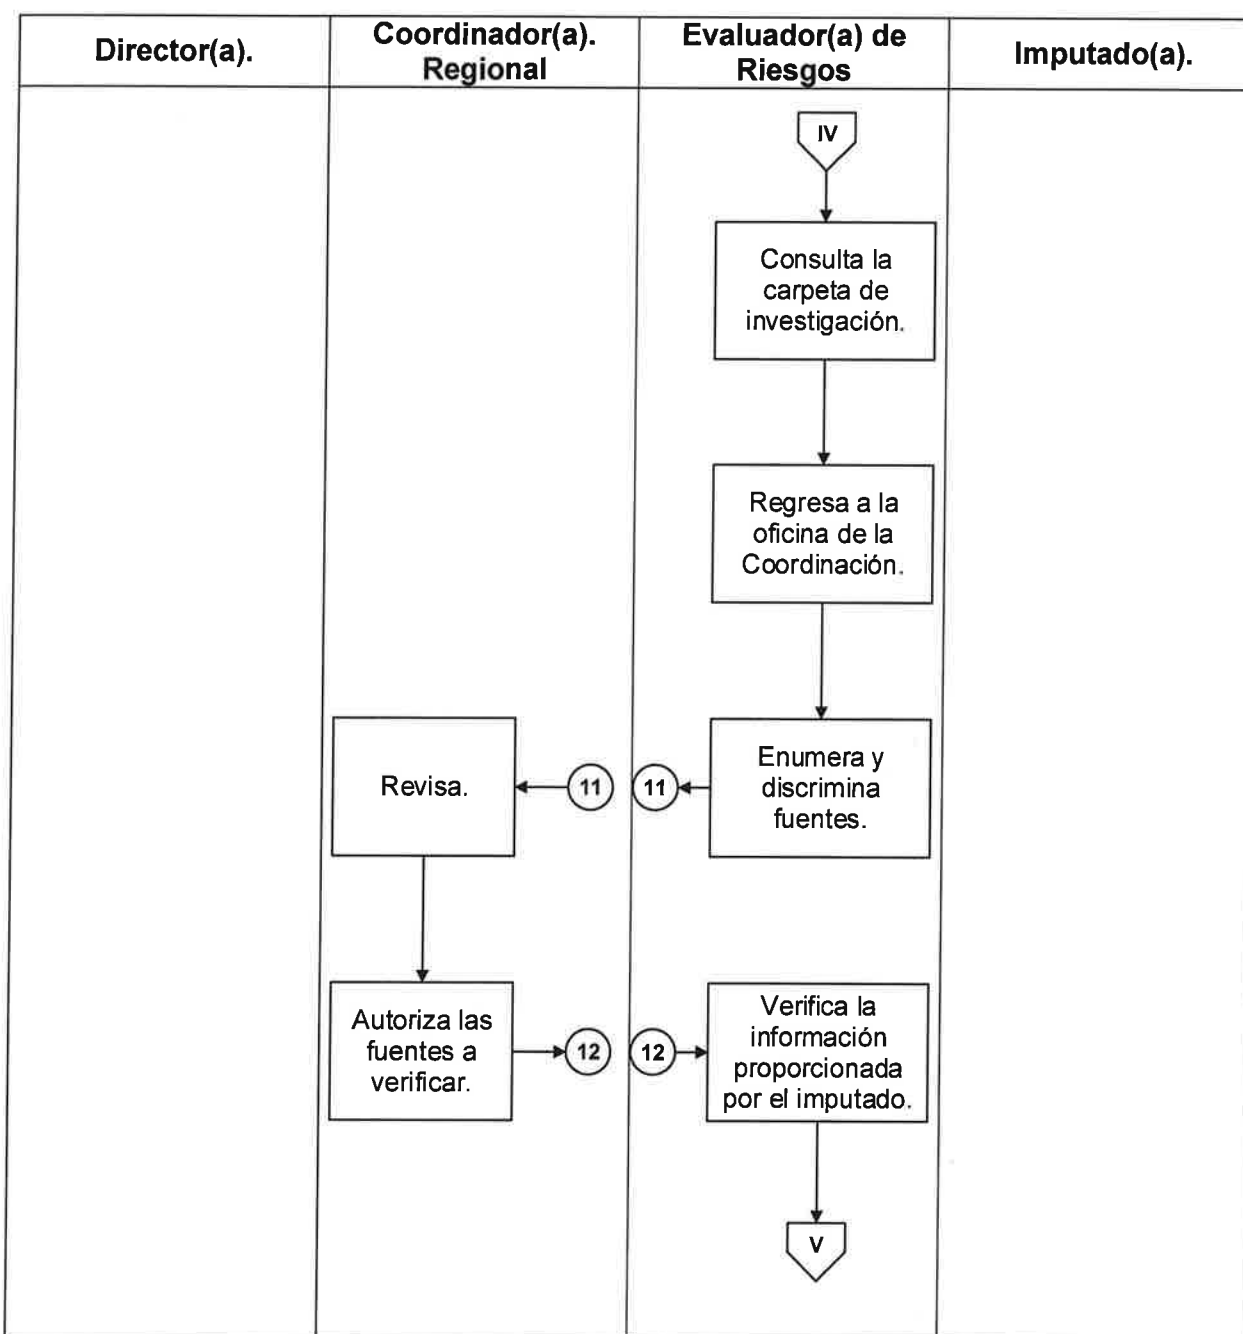 Director(a).
Coordinador(a).
Regional
Evaluador(a) de
Riesgos
Imputado(a).
IV
Consulta la
carpeta de
investigación.
Regresa a la
oficina de la
Coordinación.
Revisa.
11
11
Enumera y
discrimina
fuentes.
Autoriza las
fuentes a
verificar.
12
12
Verifica la
información
proporcionada
por el imputado.
V